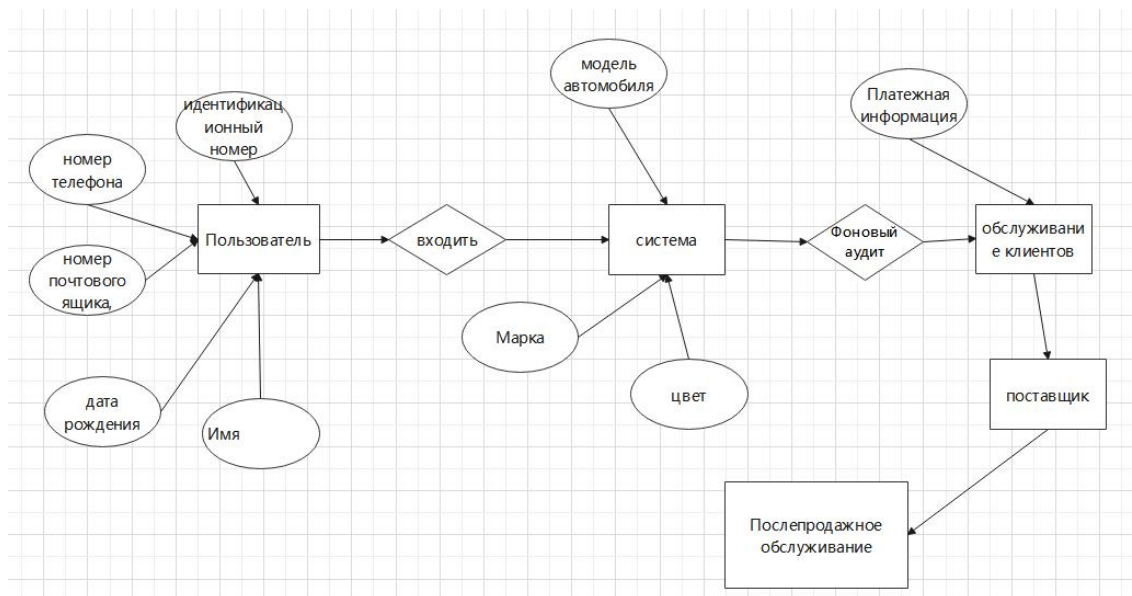 модель
автомобиля
Платежная
информация
идентификац
ионный
номер
номер
телефона
Пользователь
входить
система
Фоновый
аудит
обслуживани
е клиентов
номер
почтового
ящика,
Марка
цвет
поставщик
дата
рождения
Имя
Послепродажное
обслуживание